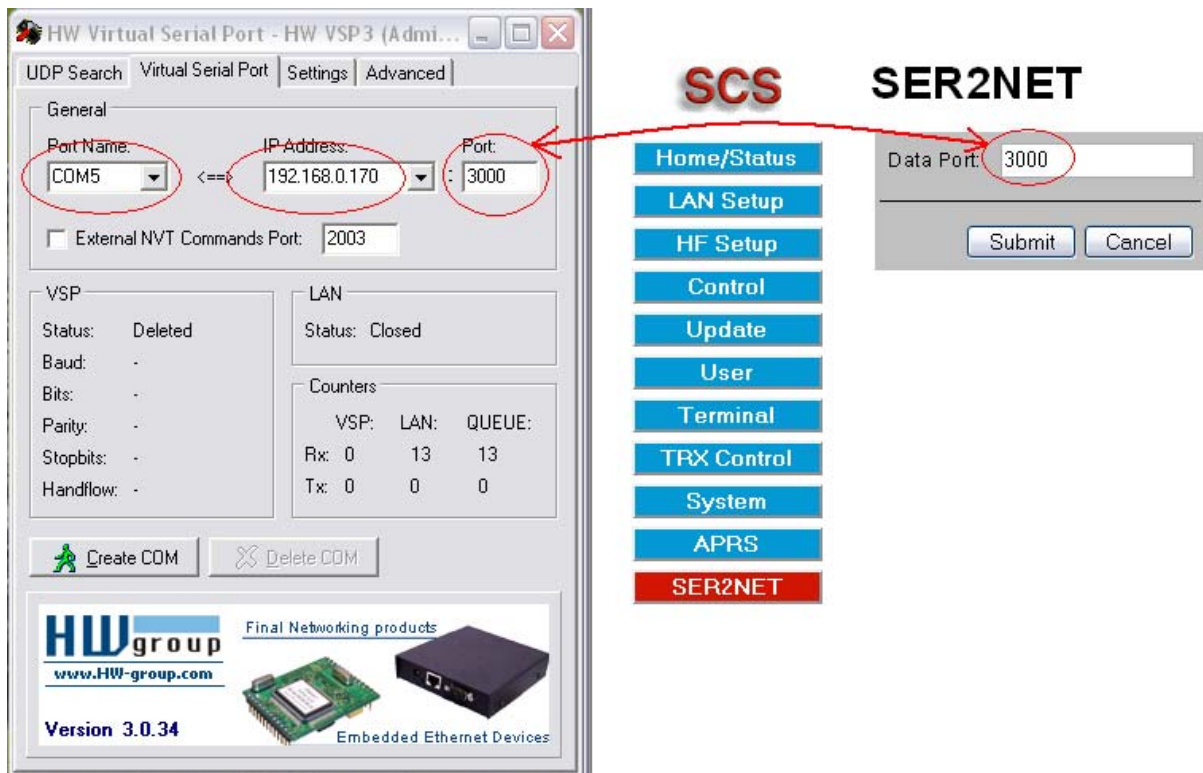 HW Virtual Serial Port - HW VSP3 (Admi...
UDP Search Virtual Serial Port Settings Advanced
General
Port Name: IP Address: Port:
COM5 <==> 192.168.0.170 : 3000
External NVT Commands Port: 2003
VSP
Status: Deleted
Baud: -
Bits: -
Parity: -
Stopbits: -
Handflow: -
LAN
Status: Closed
Counters
VSP: LAN: QUEUE:
Rx: 0 13 13
Tx: 0 0 0
Create COM Delete COM
HWgroup
www.HW-group.com
Final Networking products
Version 3.0.34
Embedded Ethernet Devices
SCS
Home/Status
LAN Setup
HF Setup
Control
Update
User
Terminal
TRX Control
System
APRS
SER2NET
SER2NET
Data Port: 3000
Submit Cancel